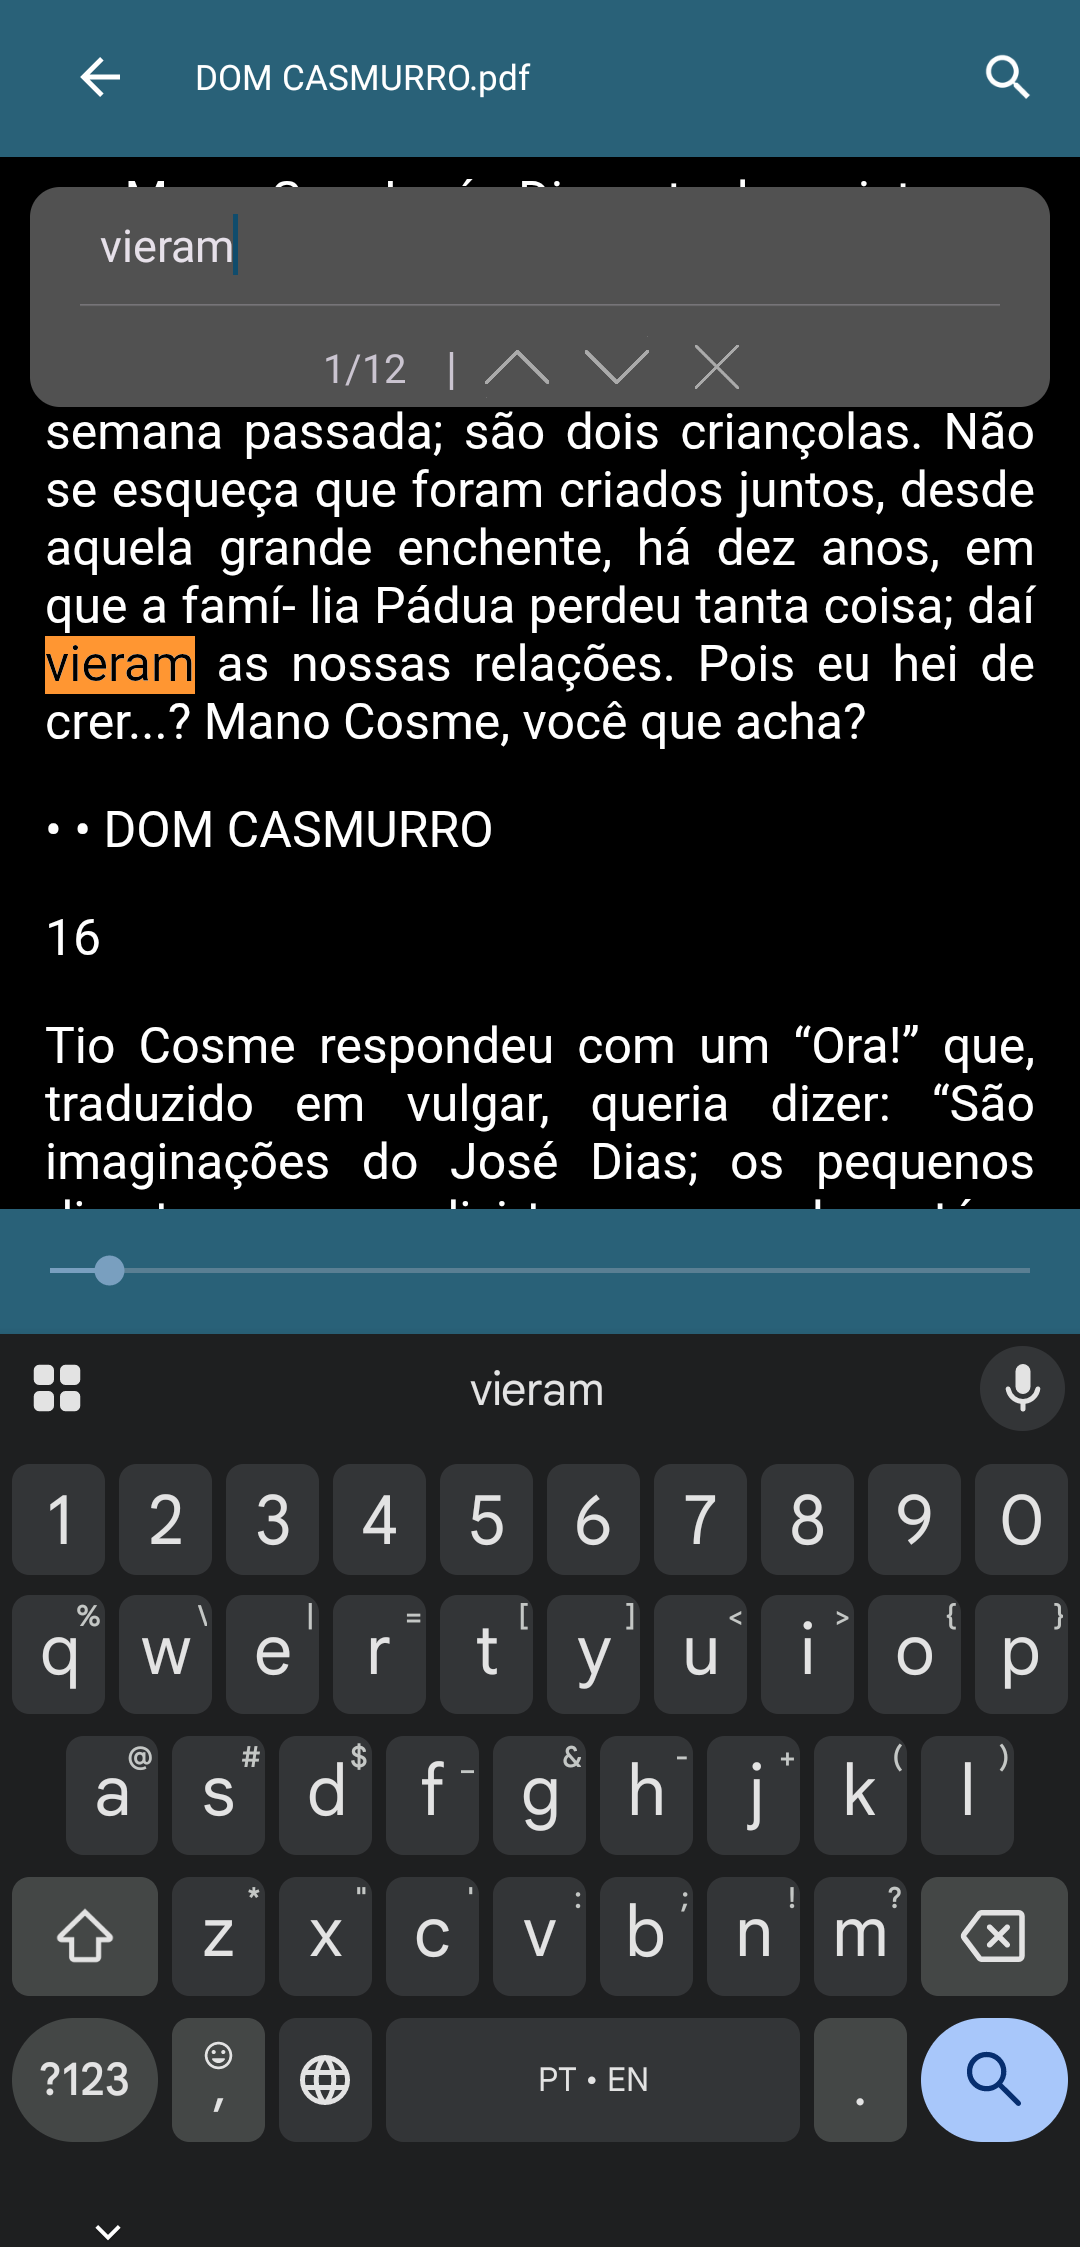 DOM CASMURRO.pdf
vieram
1/12 |
semana passada; são dois criançolas. Não
se esqueça que foram criados juntos, desde
aquela grande enchente, há dez anos, em
que a famí- lia Pádua perdeu tanta coisa; daí
vieram as nossas relações. Pois eu hei de
crer...? Mano Cosme, você que acha?
• • DOM CASMURRO
16
Tio Cosme respondeu com um “Ora!” que,
traduzido em vulgar, queria dizer: “São
imaginações do José Dias; os pequenos
vieram
1 2 3 4 5 6 7 8 9 0
q % w \ e | r = t [ y ] u < i > o { p }
a @ s # d $ f _ g & h - j + k ( l )
z * x " c ' v : b ; n ! m ?
?123 , PT • EN .